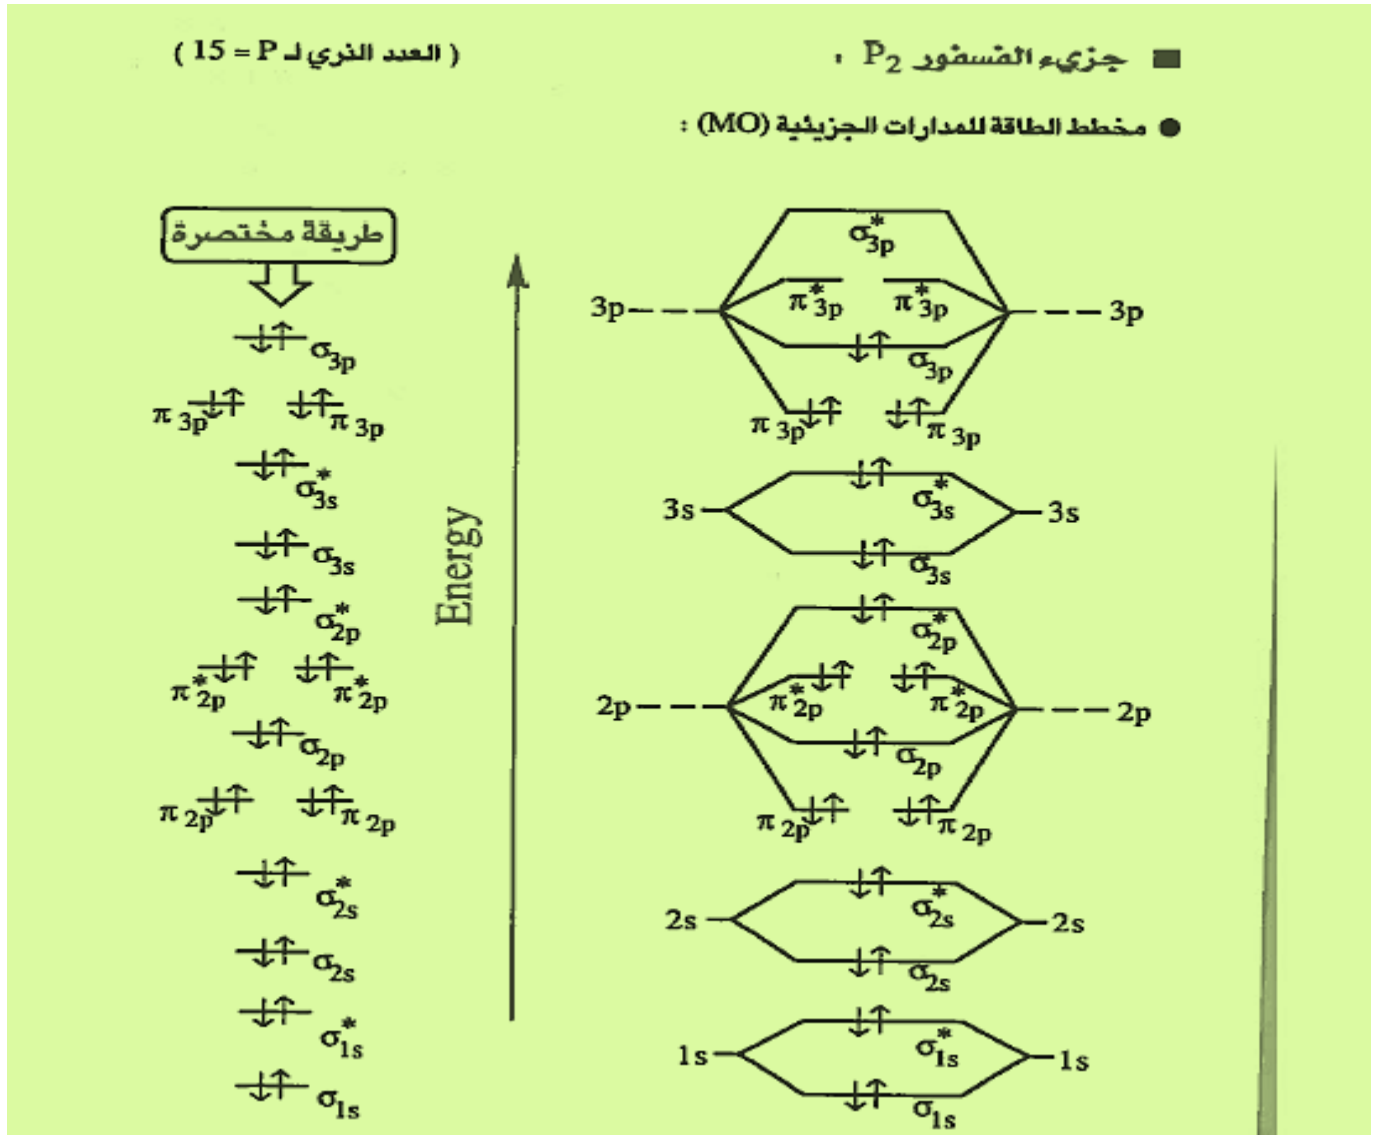 ■ جزيء الفسفور P₂ :
( العدد الذري لـ P = 15 )
● مخطط الطاقة للمدارات الجزيئية (MO) :
طريقة مختصرة
σ3p
π 3p π 3p
σ*3s
σ3s
σ*2p
π*2p π*2p
σ2p
π 2p π 2p
σ*2s
σ2s
σ*1s
σ1s
Energy
σ*3p
π*3p π*3p
3p 3p
σ3p
π 3p π 3p
σ*3s
3s 3s
σ3s
σ*2p
π*2p π*2p
2p 2p
σ2p
π 2p π 2p
σ*2s
2s 2s
σ2s
σ*1s
1s 1s
σ1s